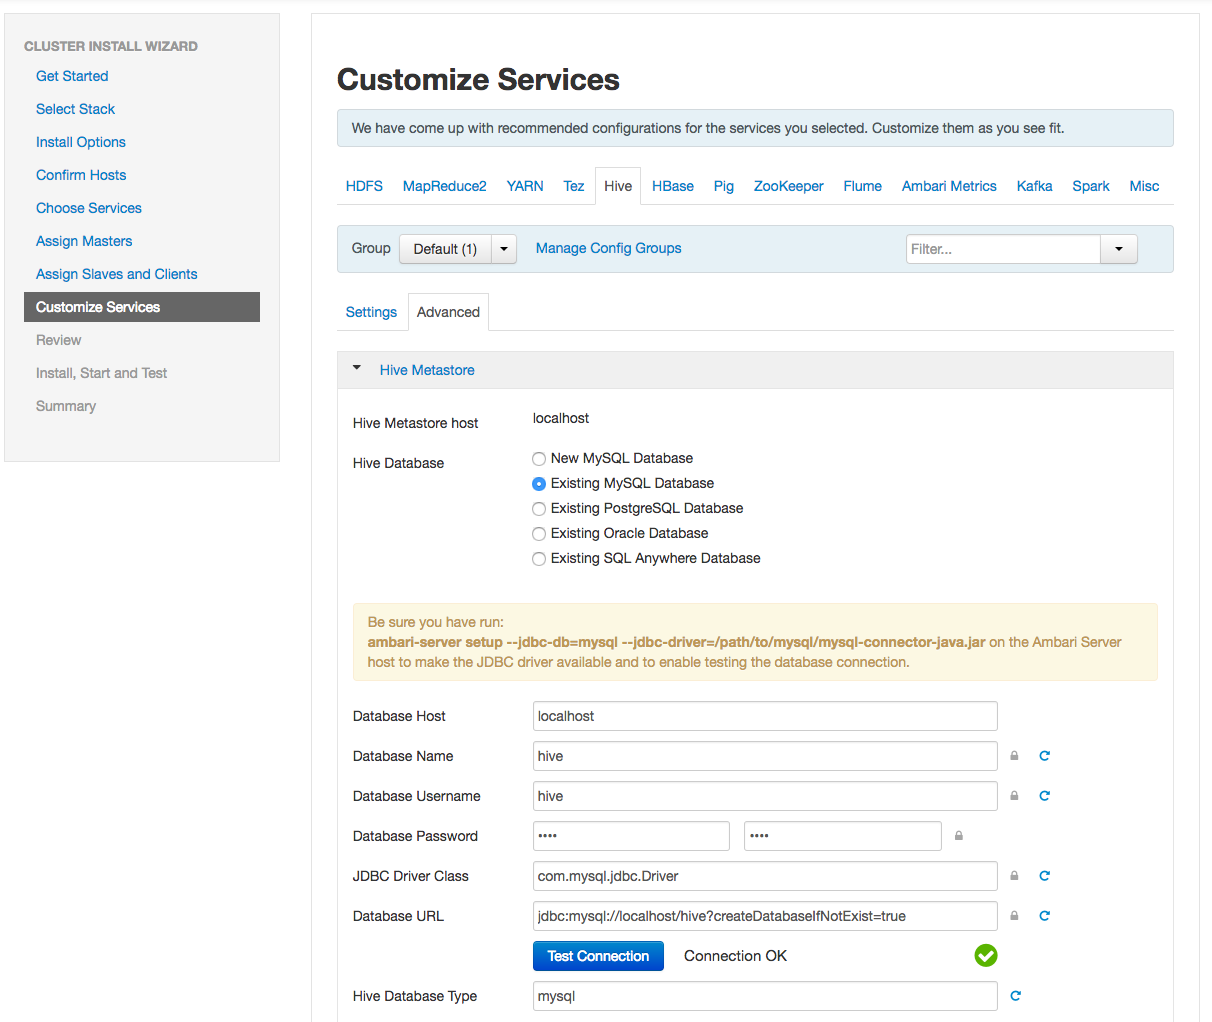 CLUSTER INSTALL WIZARD
Get Started
Select Stack
Install Options
Confirm Hosts
Choose Services
Assign Masters
Assign Slaves and Clients
Customize Services
Review
Install, Start and Test
Summary
Customize Services
We have come up with recommended configurations for the services you selected. Customize them as you see fit.
HDFS MapReduce2 YARN Tez Hive HBase Pig ZooKeeper Flume Ambari Metrics Kafka Spark Misc
Group Default (1) Manage Config Groups Filter...
Settings Advanced
Hive Metastore
Hive Metastore host localhost
Hive Database New MySQL Database
Existing MySQL Database
Existing PostgreSQL Database
Existing Oracle Database
Existing SQL Anywhere Database
Be sure you have run:
ambari-server setup --jdbc-db=mysql --jdbc-driver=/path/to/mysql/mysql-connector-java.jar on the Ambari Server
host to make the JDBC driver available and to enable testing the database connection.
Database Host localhost
Database Name hive
Database Username hive
Database Password •••• ••••
JDBC Driver Class com.mysql.jdbc.Driver
Database URL jdbc:mysql://localhost/hive?createDatabaseIfNotExist=true
Test Connection Connection OK
Hive Database Type mysql